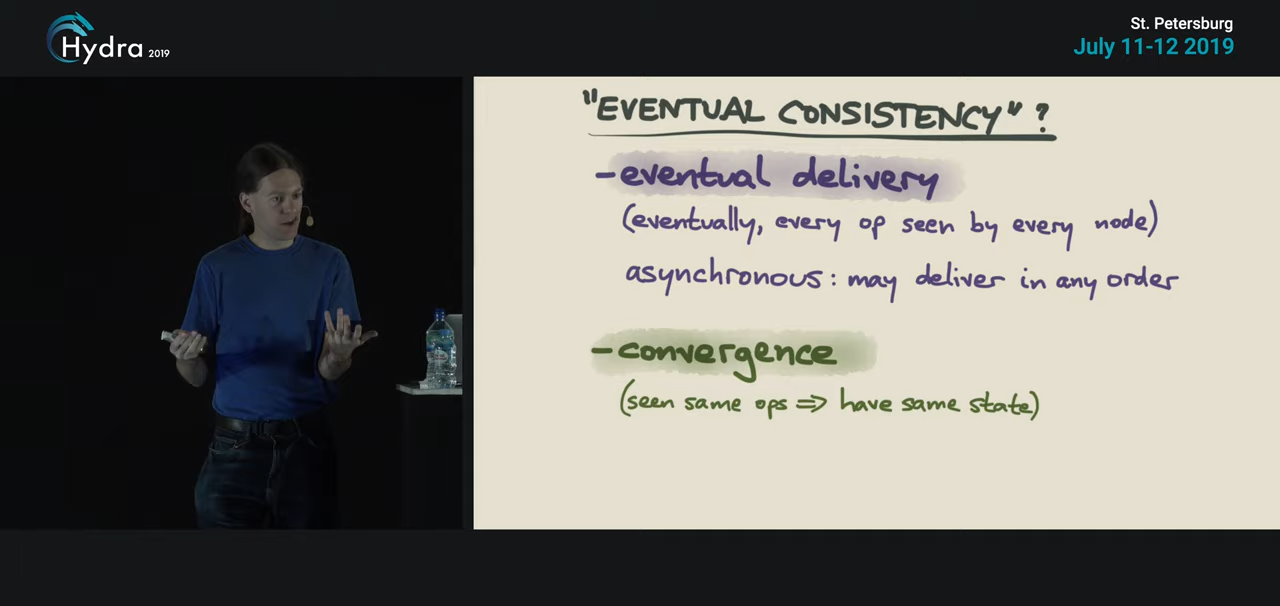 Hydra 2019
St. Petersburg
July 11-12 2019
"EVENTUAL CONSISTENCY" ?
- eventual delivery
(eventually, every op seen by every node)
asynchronous: may deliver in any order
- convergence
(seen same ops ⇒ have same state)